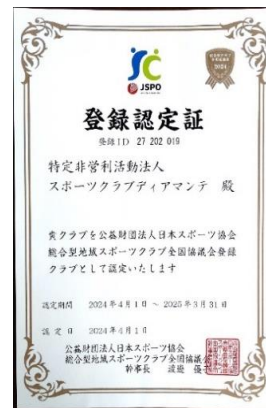 JSPO
2024
登録認定証
登録ID 27 202 019
特定非営利活動法人
スポーツクラブディアマンテ 殿
貴クラブを公益財団法人日本スポーツ協会
総合型地域スポーツクラブ全国協議会登録
クラブとして認定いたします
認定期間 2024年4月1日 ~ 2025年3月31日
認定日 2024年4月1日
公益財団法人日本スポーツ協会
総合型地域スポーツクラブ全国協議会
幹事長 渡邉 優子